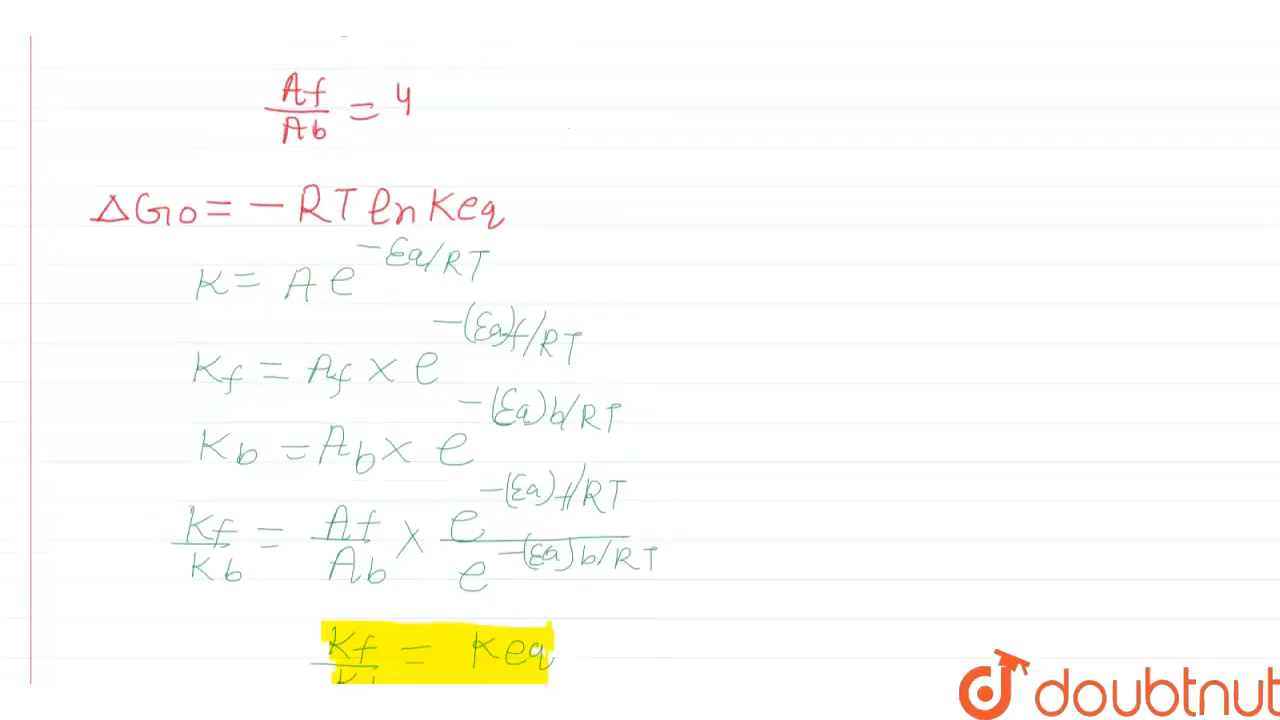 Af/Ab = 4
ΔG0 = -RT ln Keq
K = A e^-Ea/RT
Kf = Af × e^-(Ea)f/RT
Kb = Ab × e^-(Ea)b/RT
Kf/Kb = Af/Ab × e^-(Ea)f/RT / e^-(Ea)b/RT
Kf/ = Keq
doubtnut